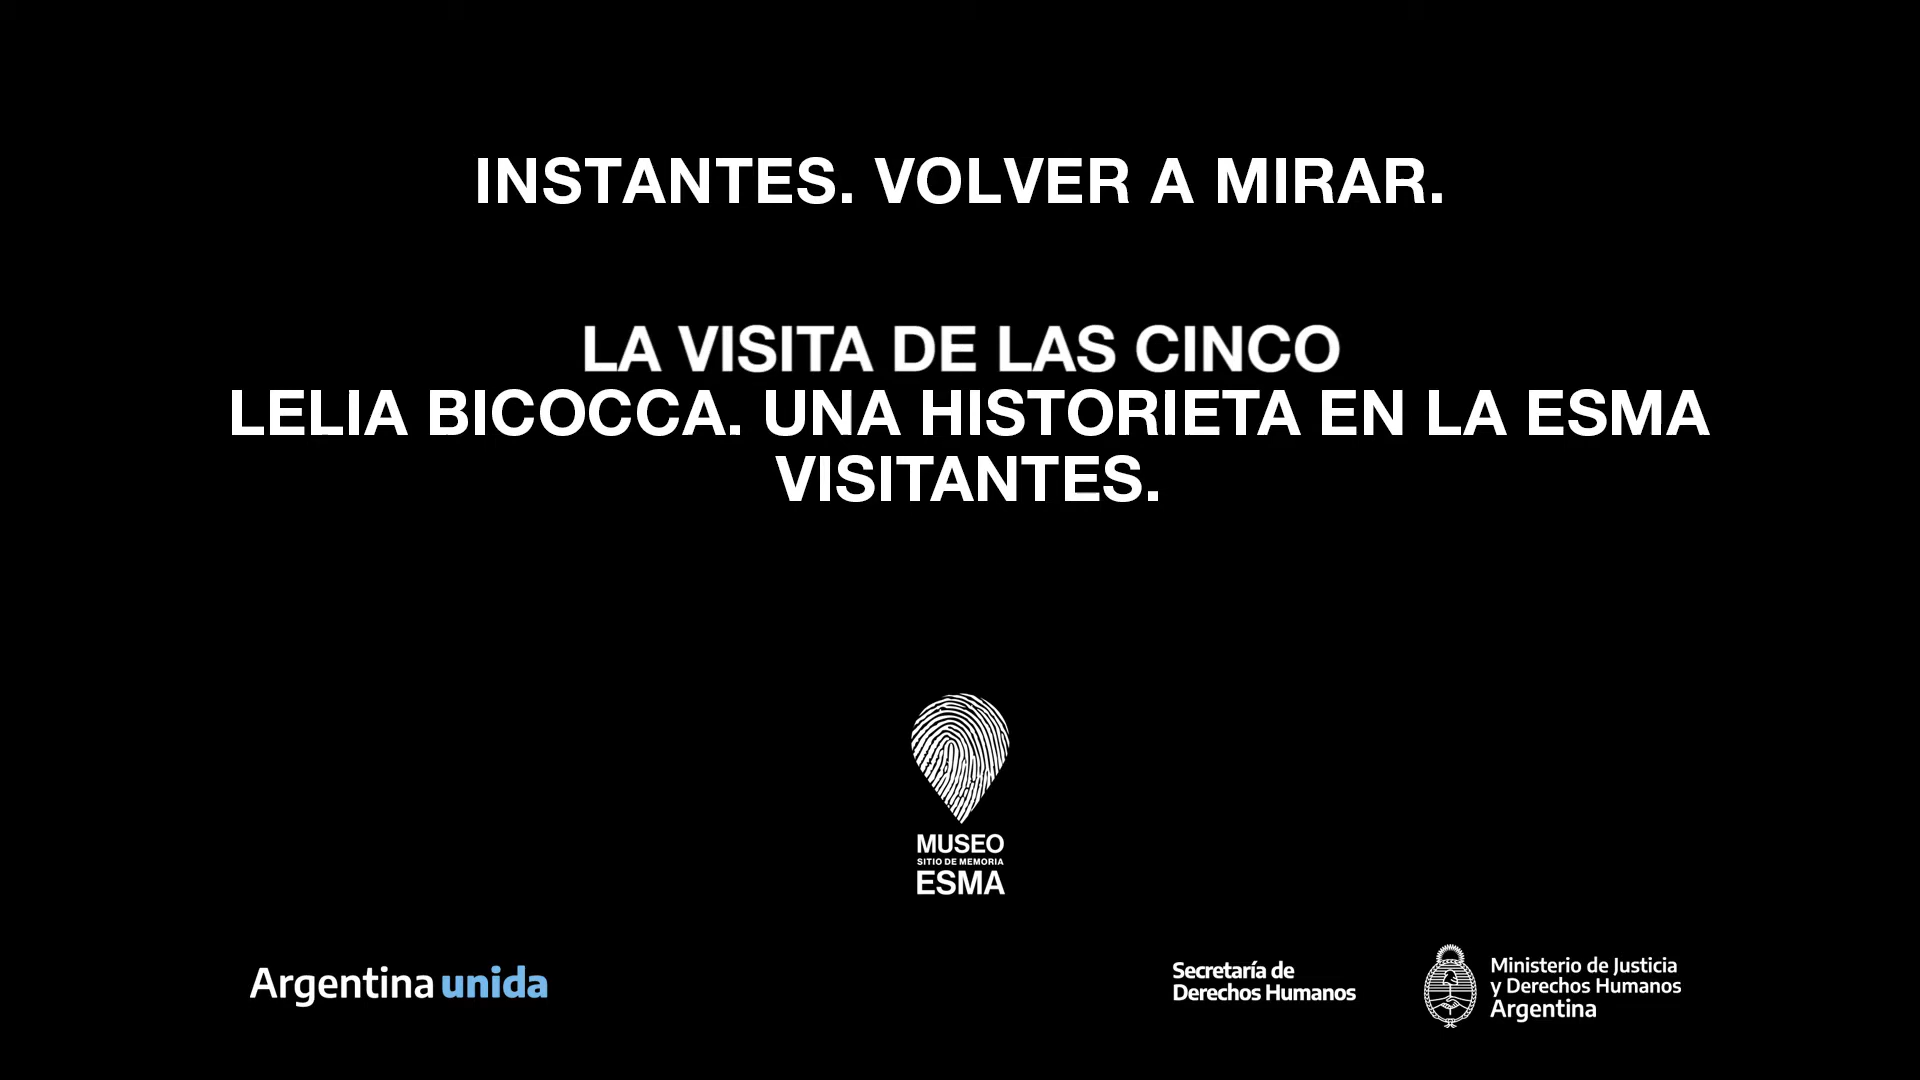 INSTANTES. VOLVER A MIRAR.
LA VISITA DE LAS CINCO
LELIA BICOCCA. UNA HISTORIETA EN LA ESMA
VISITANTES.
MUSEO
SITIO DE MEMORIA
ESMA
Argentina unida
Secretaría de
Derechos Humanos
Ministerio de Justicia
y Derechos Humanos
Argentina